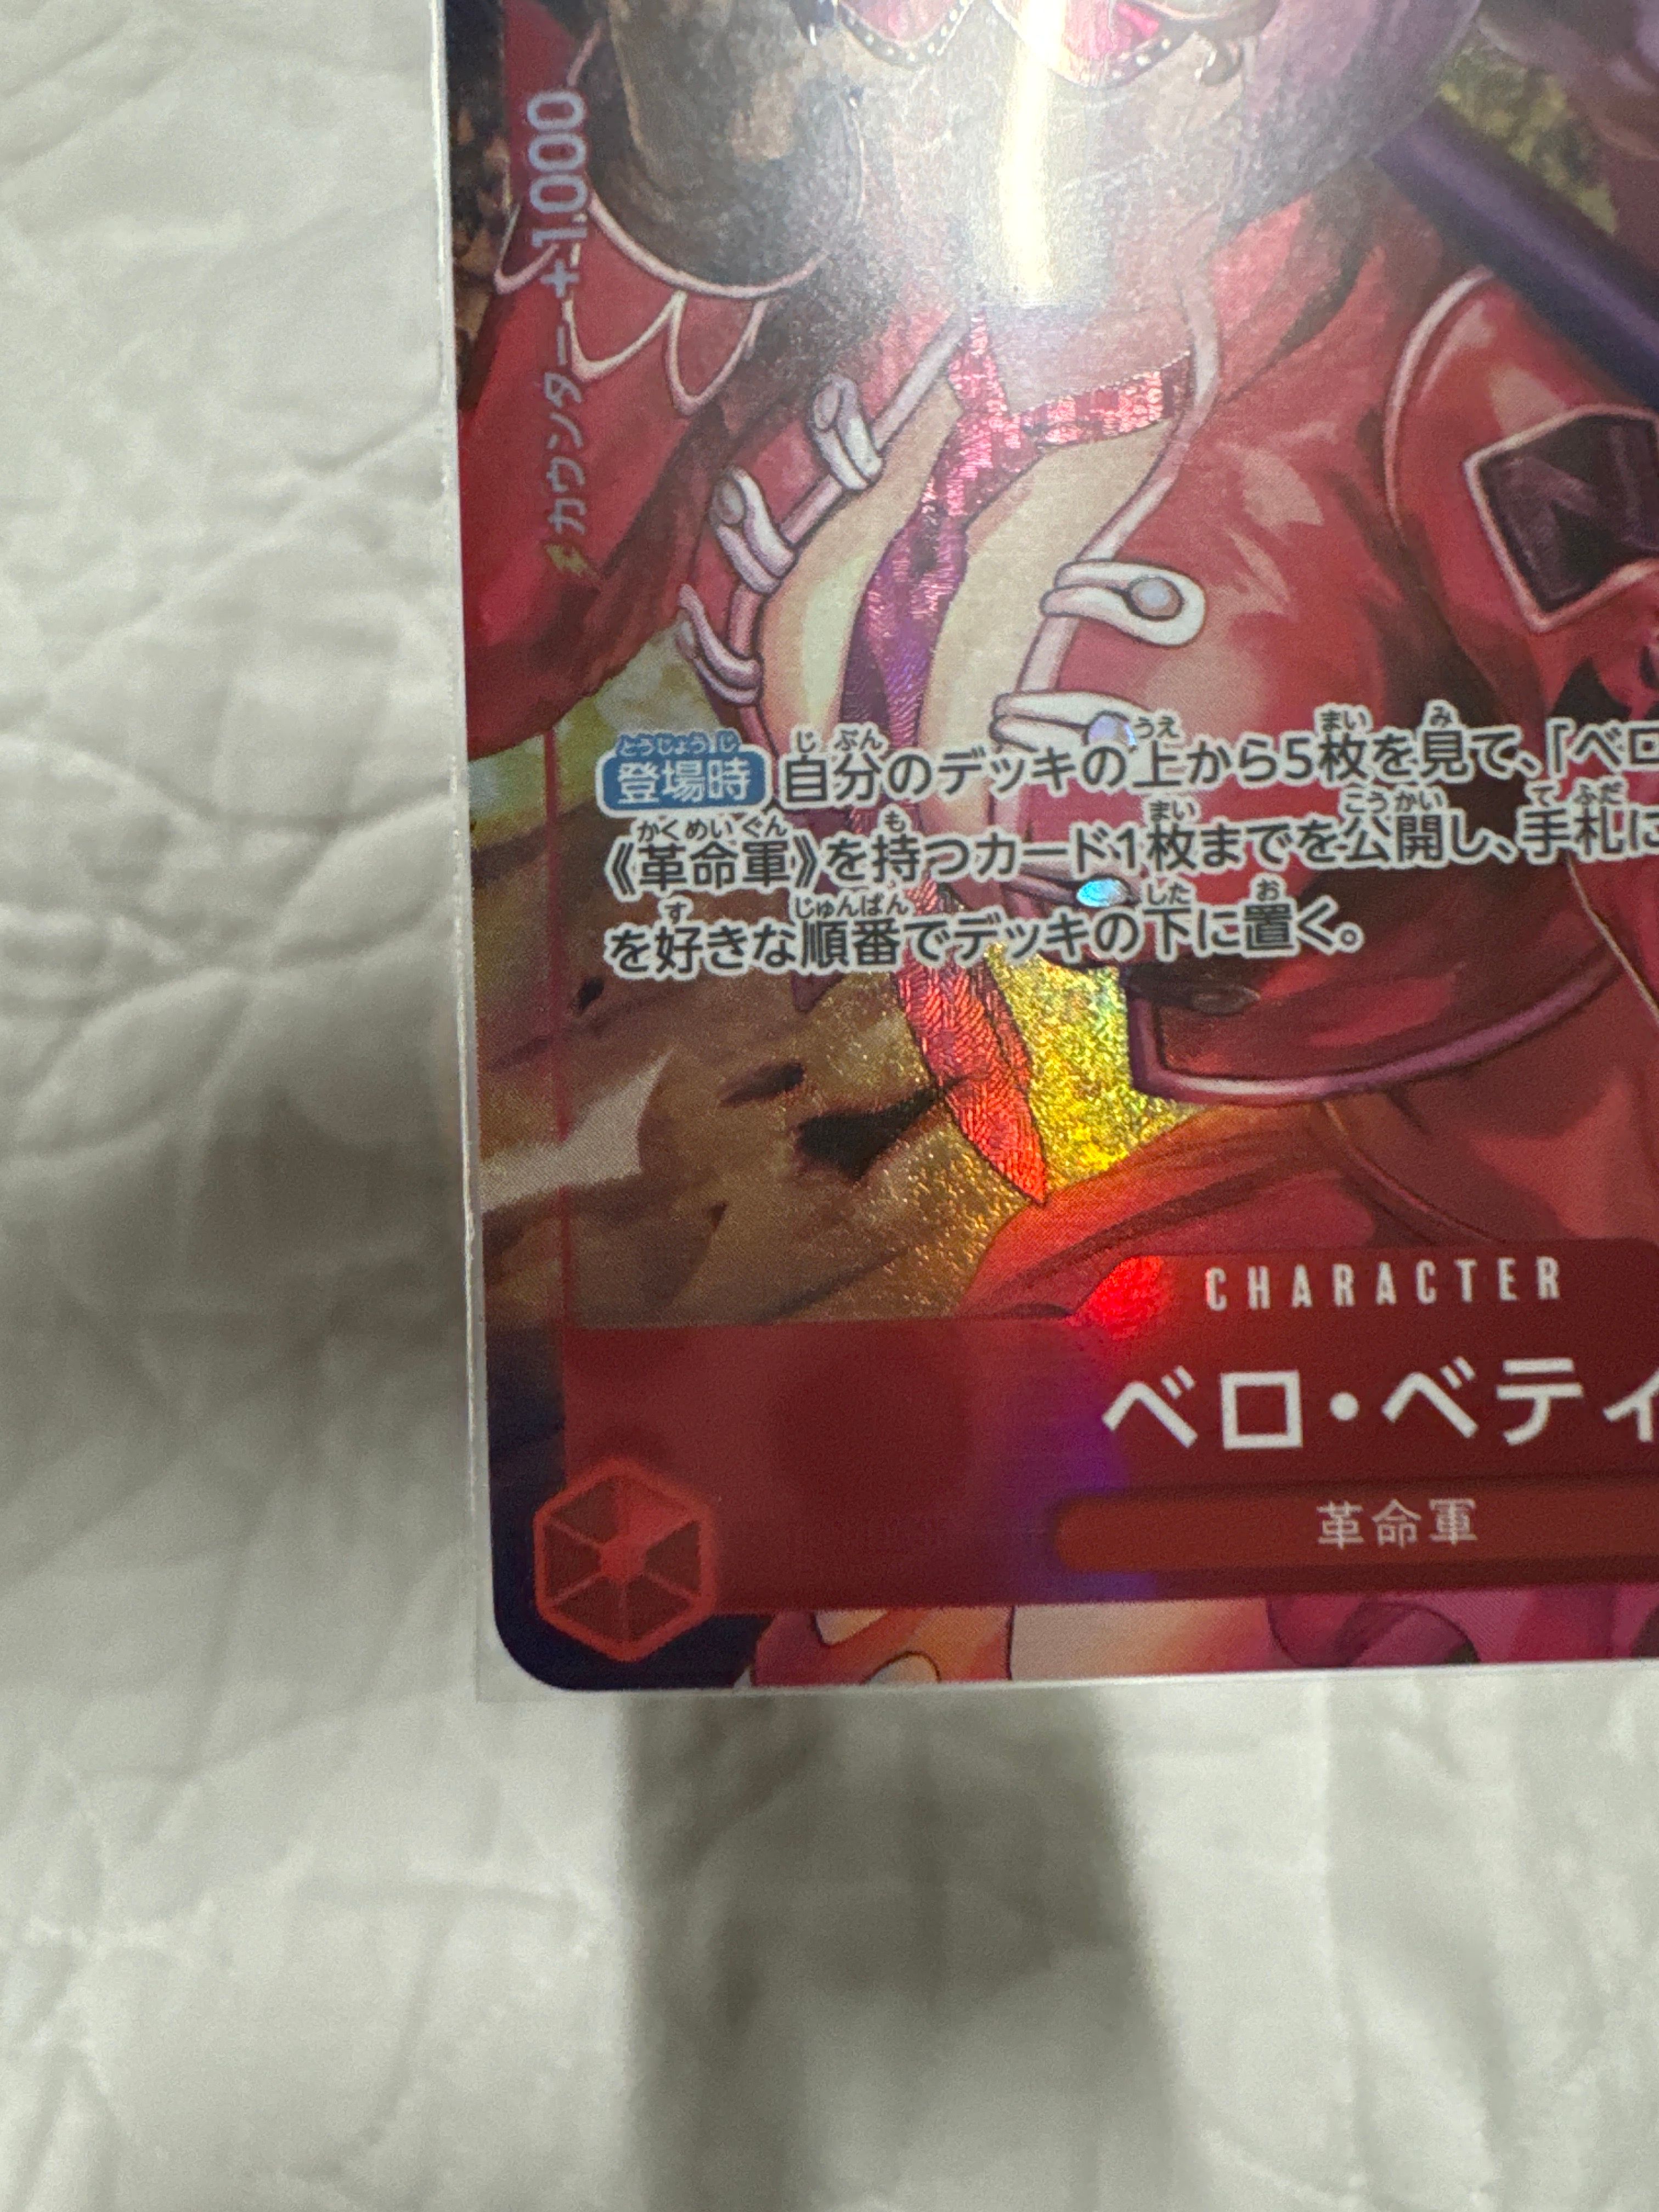 カウンター+1000
登場時 自分のデッキの上から5枚を見て、「ベロ
《革命軍》を持つカード1枚までを公開し、手札に
を好きな順番でデッキの下に置く。
CHARACTER
ベロ・ベティ
革命軍